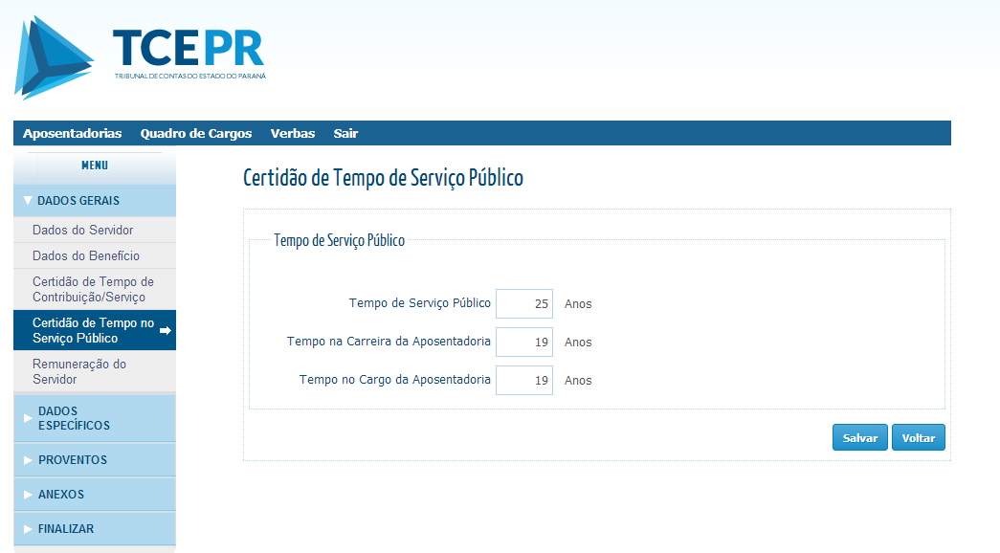 TCEPR
TRIBUNAL DE CONTAS DO ESTADO DO PARANÁ
Aposentadorias Quadro de Cargos Verbas Sair
MENU
DADOS GERAIS
Dados do Servidor
Dados do Benefício
Certidão de Tempo de
Contribuição/Serviço
Certidão de Tempo no
Serviço Público
Remuneração do
Servidor
DADOS
ESPECÍFICOS
PROVENTOS
ANEXOS
FINALIZAR
Certidão de Tempo de Serviço Público
Tempo de Serviço Público
Tempo de Serviço Público 25 Anos
Tempo na Carreira da Aposentadoria 19 Anos
Tempo no Cargo da Aposentadoria 19 Anos
Salvar Voltar